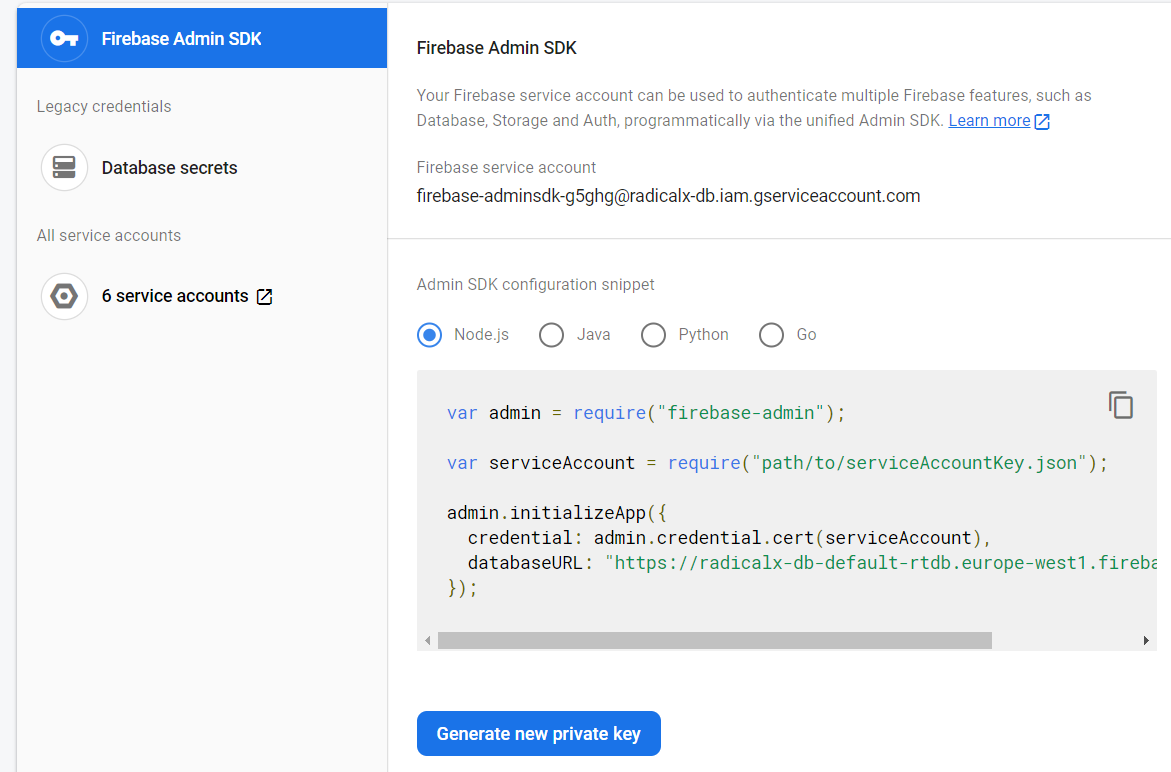 Firebase Admin SDK
Legacy credentials
Database secrets
All service accounts
6 service accounts
Firebase Admin SDK
Your Firebase service account can be used to authenticate multiple Firebase features, such as
Database, Storage and Auth, programmatically via the unified Admin SDK. Learn more
Firebase service account
firebase-adminsdk-g5ghg@radicalx-db.iam.gserviceaccount.com
Admin SDK configuration snippet
Node.js Java Python Go
var admin = require("firebase-admin");
var serviceAccount = require("path/to/serviceAccountKey.json");
admin.initializeApp({
  credential: admin.credential.cert(serviceAccount),
  databaseURL: "https://radicalx-db-default-rtdb.europe-west1.fireba
});
Generate new private key